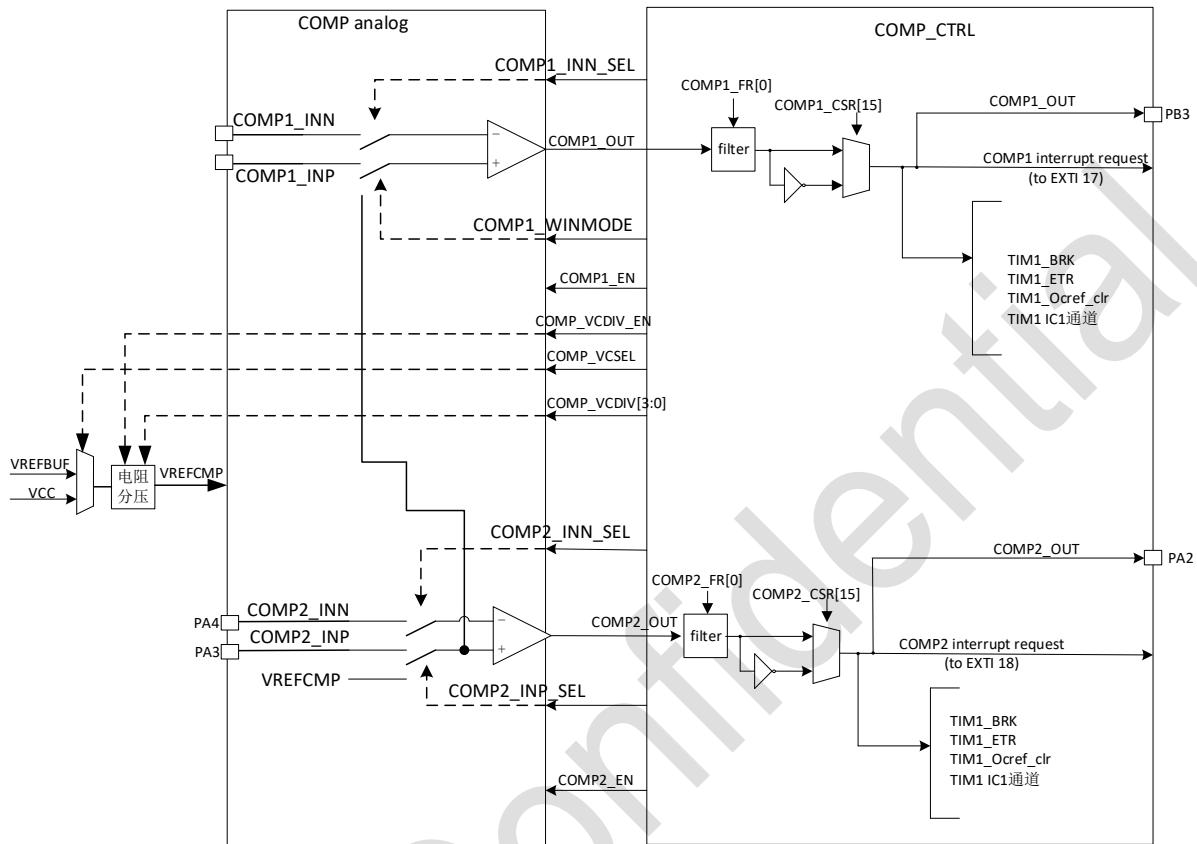 COMP analog
COMP_CTRL
COMP1_INN_SEL
COMP1_FR[0]
COMP1_CSR[15]
COMP1_OUT
PB3
COMP1_INN
COMP1_INP
−
+
COMP1_OUT
filter
COMP1 interrupt request
(to EXTI 17)
COMP1_WINMODE
COMP1_EN
TIM1_BRK
TIM1_ETR
TIM1_Ocref_clr
TIM1 IC1通道
COMP_VCDIV_EN
COMP_VCSEL
COMP_VCDIV[3:0]
VREFBUF
VCC
电阻
分压
VREFCMP
COMP2_INN_SEL
COMP2_FR[0]
COMP2_CSR[15]
COMP2_OUT
PA2
PA4
COMP2_INN
PA3
COMP2_INP
−
+
COMP2_OUT
filter
COMP2 interrupt request
(to EXTI 18)
VREFCMP
COMP2_INP_SEL
COMP2_EN
TIM1_BRK
TIM1_ETR
TIM1_Ocref_clr
TIM1 IC1通道
Confidential